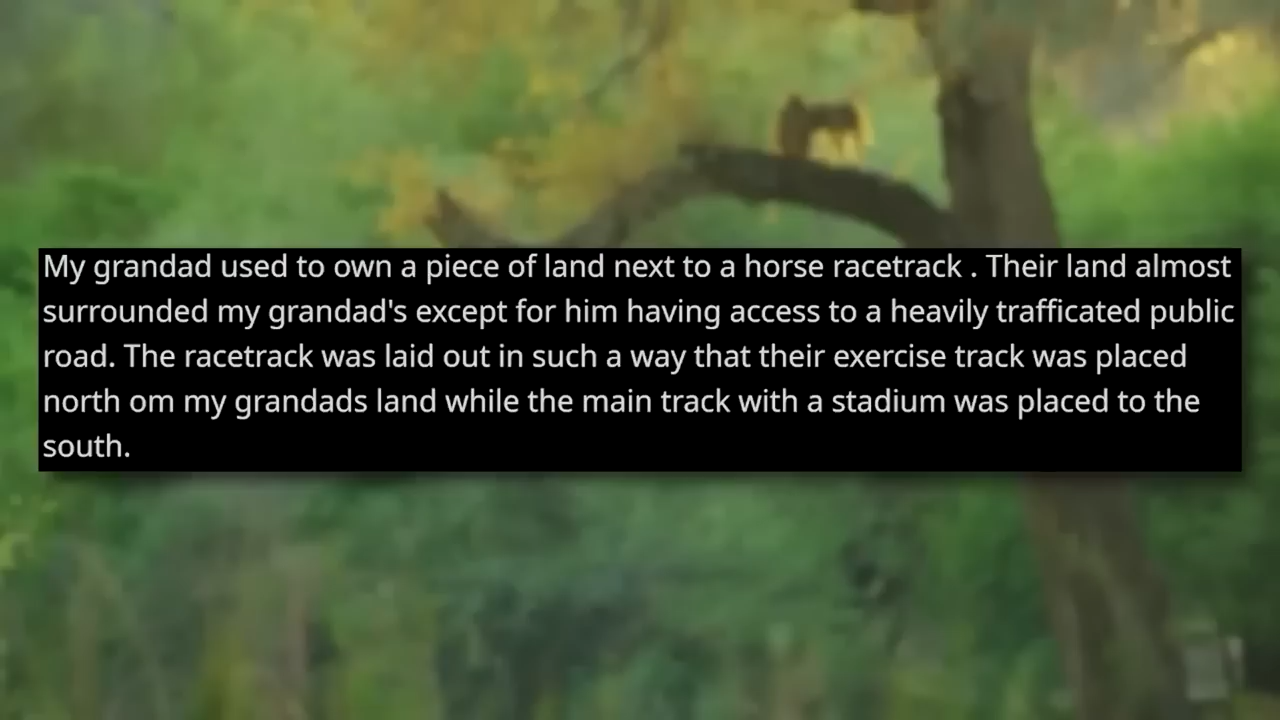 My grandad used to own a piece of land next to a horse racetrack . Their land almost
surrounded my grandad's except for him having access to a heavily trafficated public
road. The racetrack was laid out in such a way that their exercise track was placed
north om my grandads land while the main track with a stadium was placed to the
south.